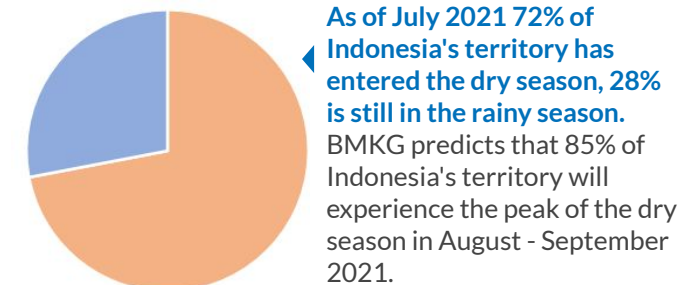 As of July 2021 72% of
Indonesia's territory has
entered the dry season, 28%
is still in the rainy season.
BMKG predicts that 85% of
Indonesia's territory will
experience the peak of the dry
season in August - September
2021.